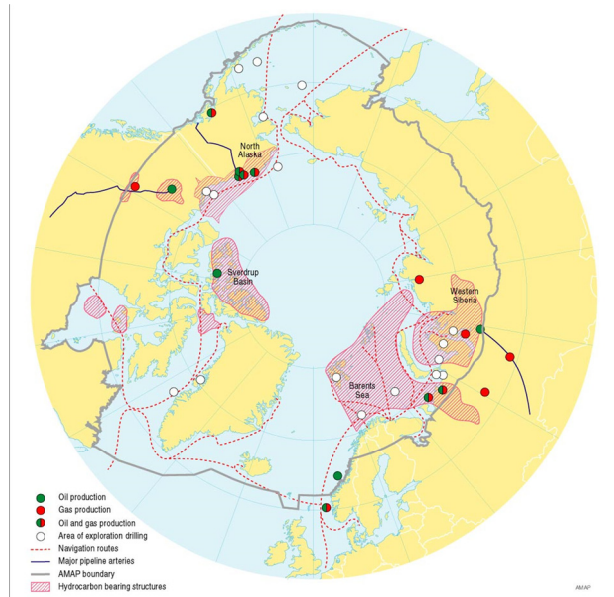 North
Alaska
Sverdrup
Basin
Western
Siberia
Barents
Sea
Oil production
Gas production
Oil and gas production
Area of exploration drilling
Navigation routes
Major pipeline arteries
AMAP boundary
Hydrocarbon bearing structures
AMAP